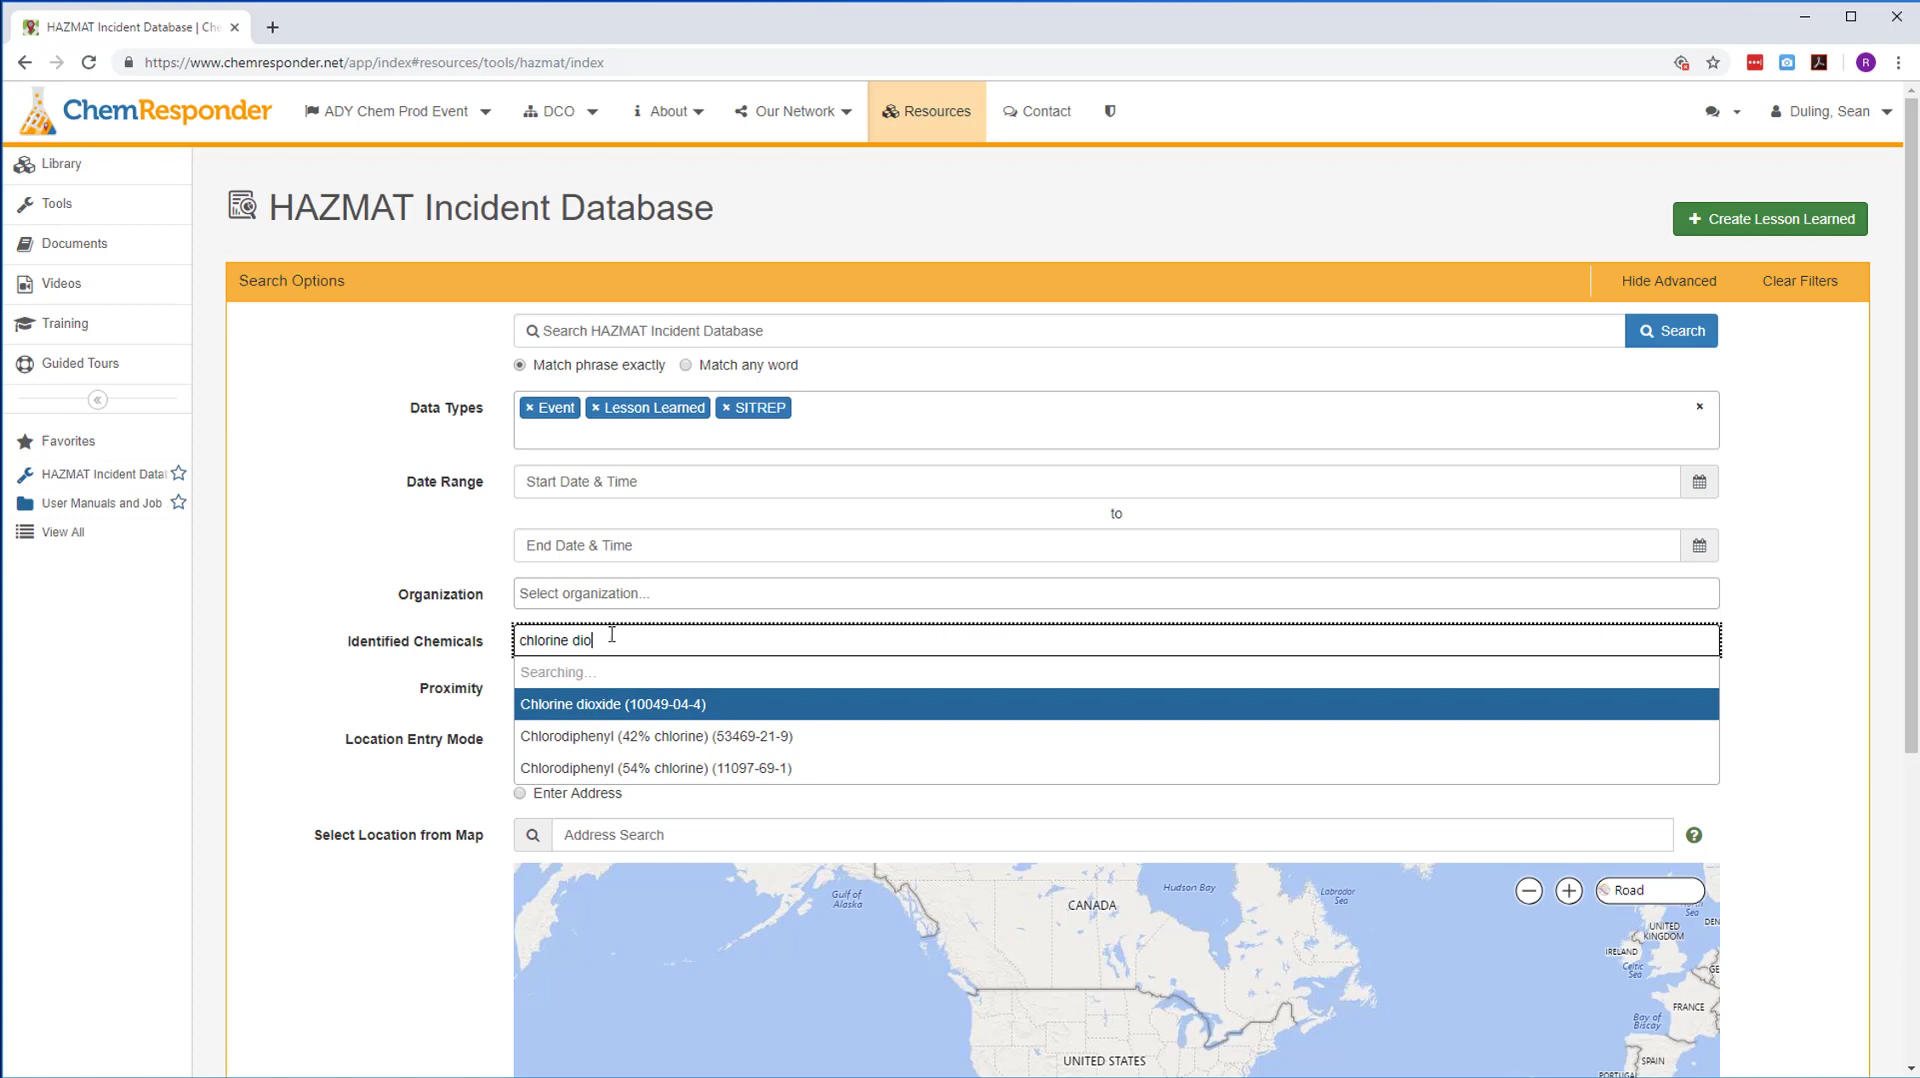 HAZMAT Incident Database | Che
https://www.chemresponder.net/app/index#resources/tools/hazmat/index
R
ChemResponder
ADY Chem Prod Event
DCO
About
Our Network
Resources
Contact
Duling, Sean
Library
Tools
Documents
Videos
Training
Guided Tours
Favorites
HAZMAT Incident Data
User Manuals and Job
View All
HAZMAT Incident Database
+ Create Lesson Learned
Search Options
Hide Advanced
Clear Filters
Search HAZMAT Incident Database
Search
Match phrase exactly
Match any word
Data Types
× Event × Lesson Learned × SITREP
×
Date Range
Start Date & Time
to
End Date & Time
Organization
Select organization...
Identified Chemicals
chlorine dio
Searching…
Proximity
Chlorine dioxide (10049-04-4)
Location Entry Mode
Chlorodiphenyl (42% chlorine) (53469-21-9)
Chlorodiphenyl (54% chlorine) (11097-69-1)
Enter Address
Select Location from Map
Address Search
Gulf of
Alaska
Hudson Bay
Labrador
Sea
CANADA
Road
UNITED
KINGDOM
DEN
IRELAND
Celtic
Sea
GE
FRANCE
Bay of
Biscay
SPAIN
PORTUGAL
UNITED STATES